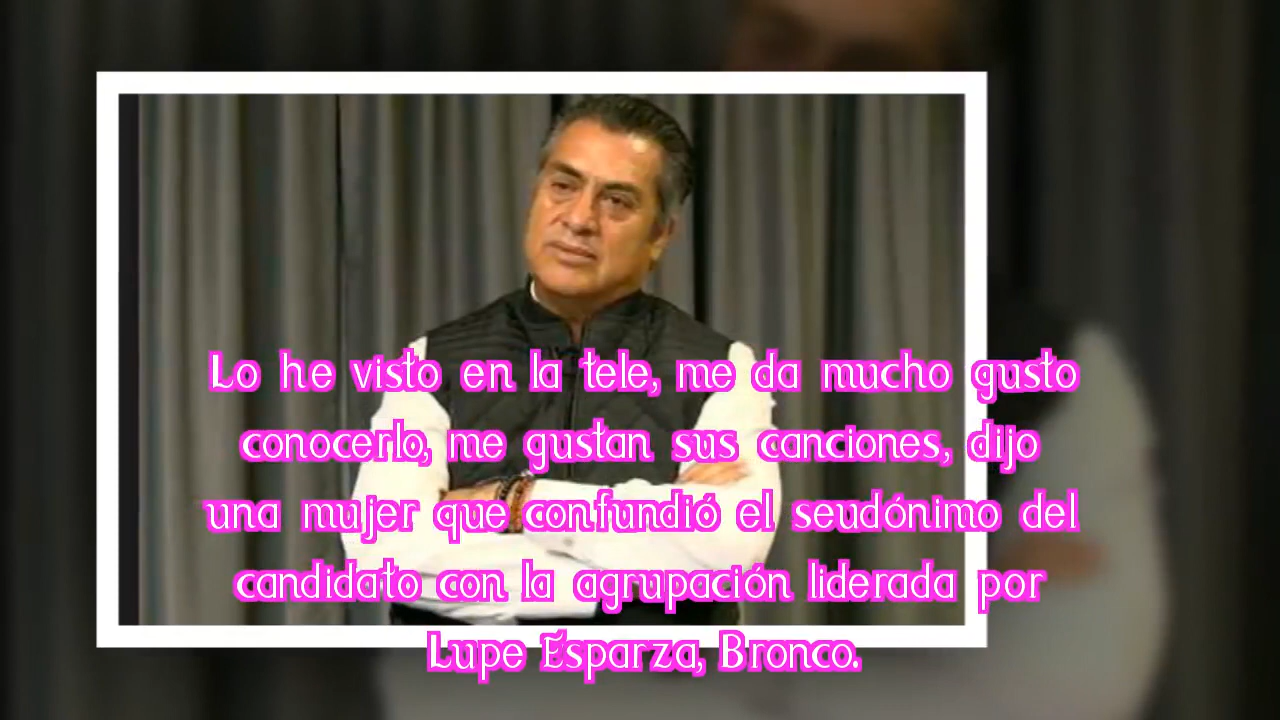 Lo he visto en la tele, me da mucho gusto
conocerlo, me gustan sus canciones, dijo
una mujer que confundió el seudónimo del
candidato con la agrupación liderada por
Lupe Esparza, Bronco.